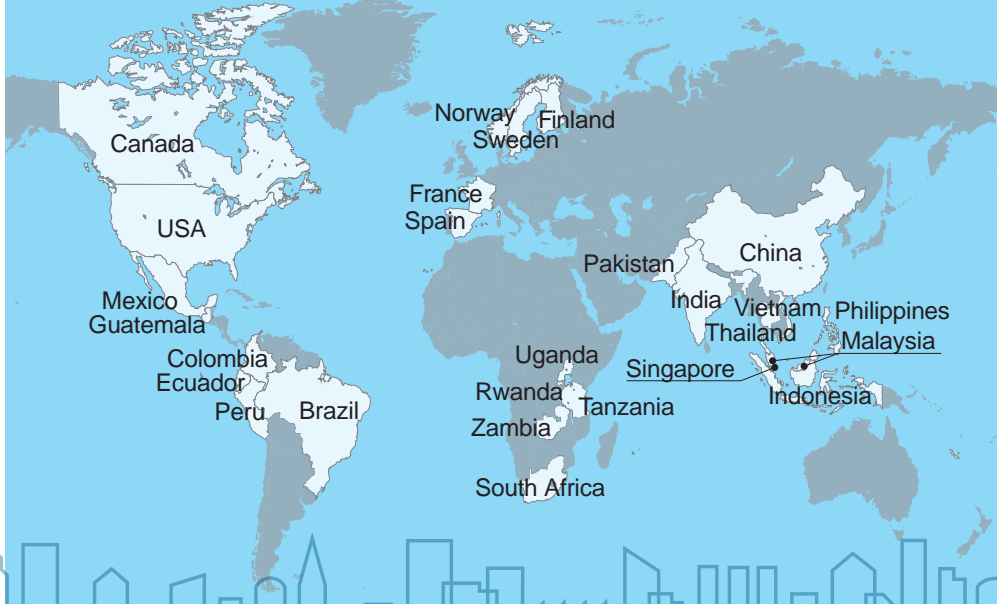 Canada
USA
Mexico
Guatemala
Colombia
Ecuador
Peru
Brazil
Norway
Sweden
Finland
France
Spain
Uganda
Rwanda
Tanzania
Zambia
South Africa
Pakistan
India
China
Vietnam
Thailand
Philippines
Malaysia
Singapore
Indonesia